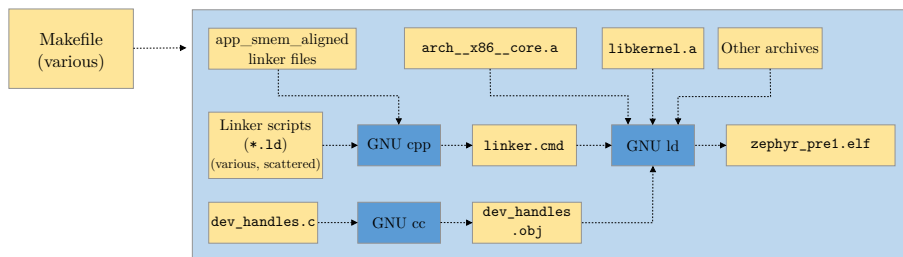 Makefile
(various)
app_smem_aligned
linker files
arch__x86__core.a
libkernel.a
Other archives
Linker scripts
(*.ld)
(various, scattered)
GNU cpp
linker.cmd
GNU ld
zephyr_pre1.elf
dev_handles.c
GNU cc
dev_handles
.obj